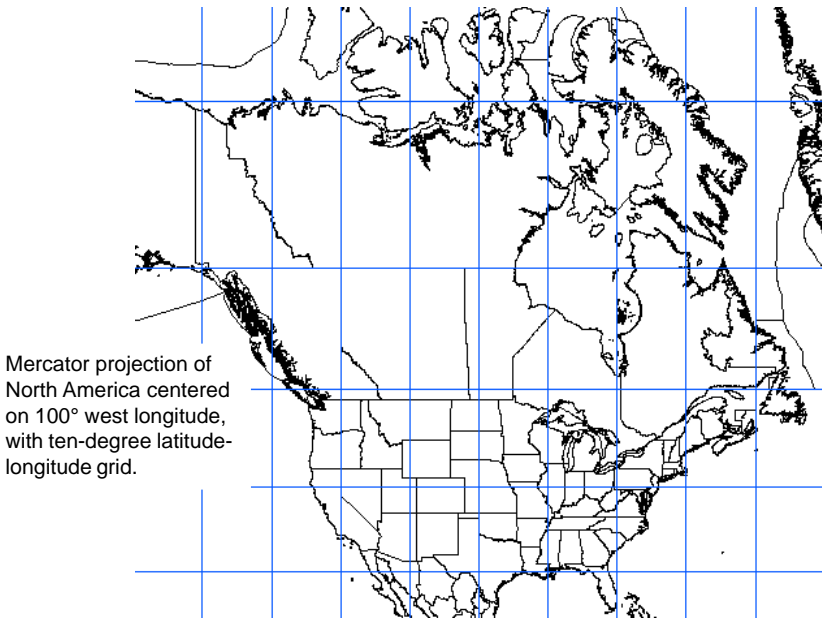 Mercator projection of
North America centered
on 100° west longitude,
with ten-degree latitude-
longitude grid.